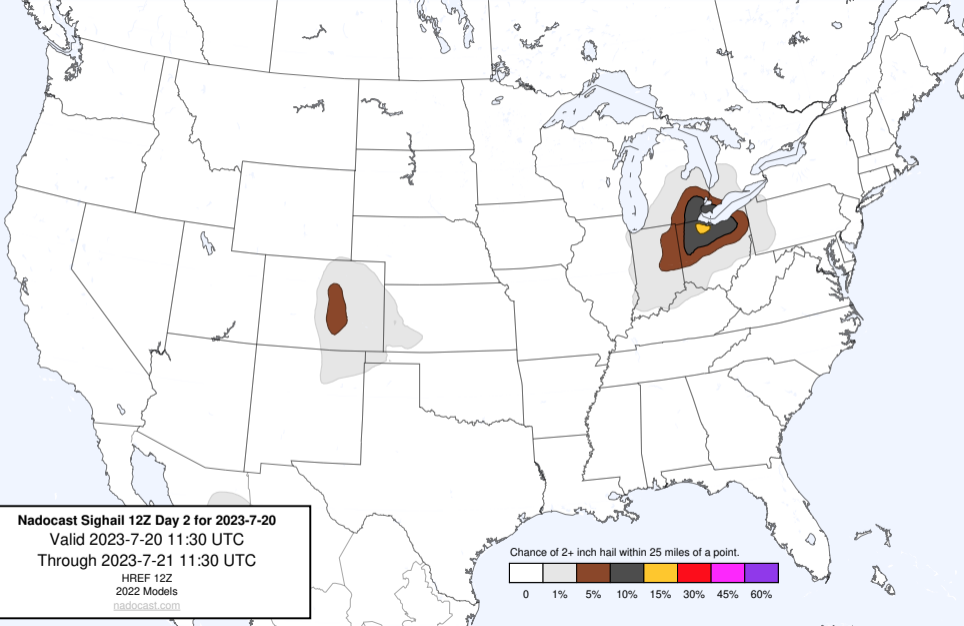 Nadocast Sighail 12Z Day 2 for 2023-7-20
Valid 2023-7-20 11:30 UTC
Through 2023-7-21 11:30 UTC
HREF 12Z
2022 Models
nadocast.com
Chance of 2+ inch hail within 25 miles of a point.
0 1% 5% 10% 15% 30% 45% 60%